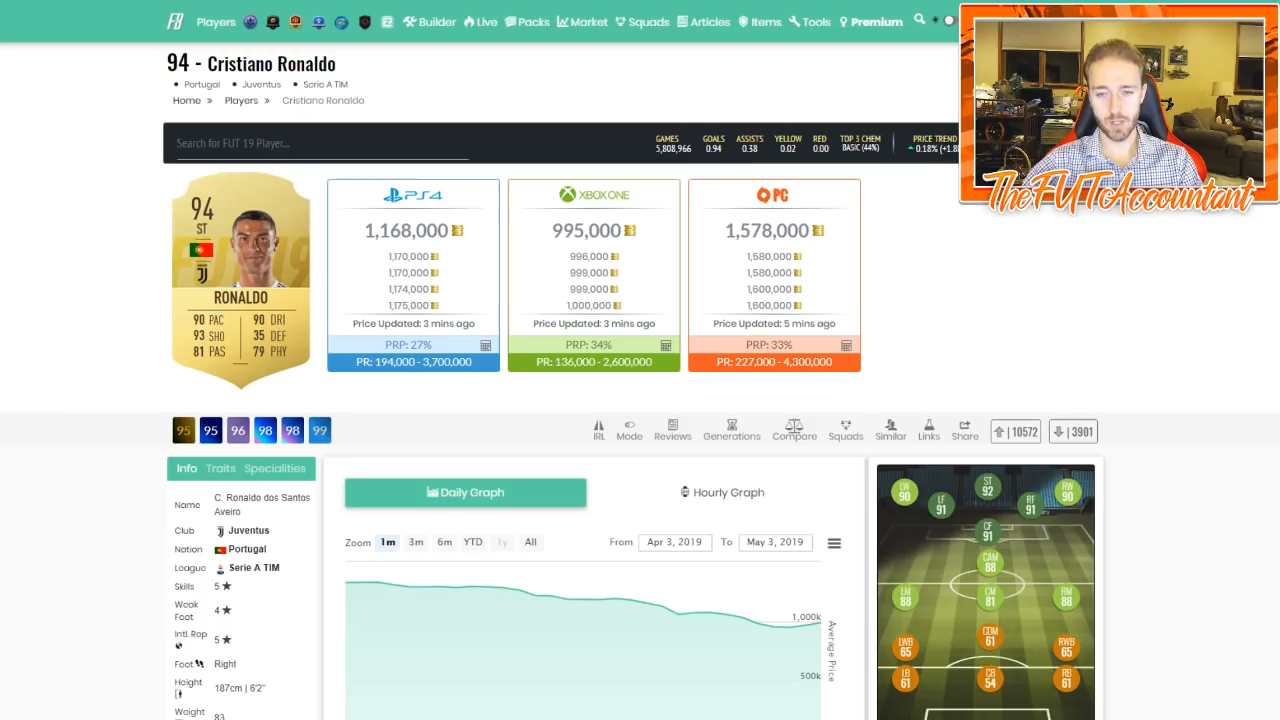 Players Builder Live Packs Market Squads Articles Items Tools Premium
94 - Cristiano Ronaldo
Portugal Juventus Serie A TIM
Home » Players » Cristiano Ronaldo
Search for FUT 19 Player...
GAMES GOALS ASSISTS YELLOW RED TOP 3 CHEM PRICE TREND
5,808,966 0.94 0.38 0.02 0.00 BASIC (44%)
TheFUTAccountant
94
ST
RONALDO
90 PAC 90 DRI
93 SHO 35 DEF
81 PAS 79 PHY
PS4
1,168,000
1,170,000
1,170,000
1,174,000
1,175,000
Price Updated: 3 mins ago
PRP: 27%
PR: 194,000 - 3,700,000
XBOX ONE
995,000
996,000
999,000
999,000
1,000,000
Price Updated: 3 mins ago
PRP: 34%
PR: 136,000 - 2,600,000
PC
1,578,000
1,580,000
1,580,000
1,600,000
1,600,000
Price Updated: 5 mins ago
PRP: 33%
PR: 227,000 - 4,300,000
95 95 96 98 98 99
IRL Mode Reviews Generations Compare Squads Similar Links Share | 10572 | 3901
Info Traits Specialities
Name C. Ronaldo dos Santos Aveiro
Club Juventus
Nation Portugal
League Serie A TIM
Skills 5
Weak Foot 4
Intl. Rep 5
Foot Right
Height 187cm | 6'2"
Weight 83
Daily Graph Hourly Graph
Zoom 1m 3m 6m YTD 1y All From Apr 3, 2019 To May 3, 2019
1,000k
500k
Average Price
LW 90
LF 91
ST 92
RF 91
RW 90
CF 91
CAM 88
LM 88
CM 81
RM 88
LWB 65
CDM 61
RWB 65
LB 61
CB 54
RB 61